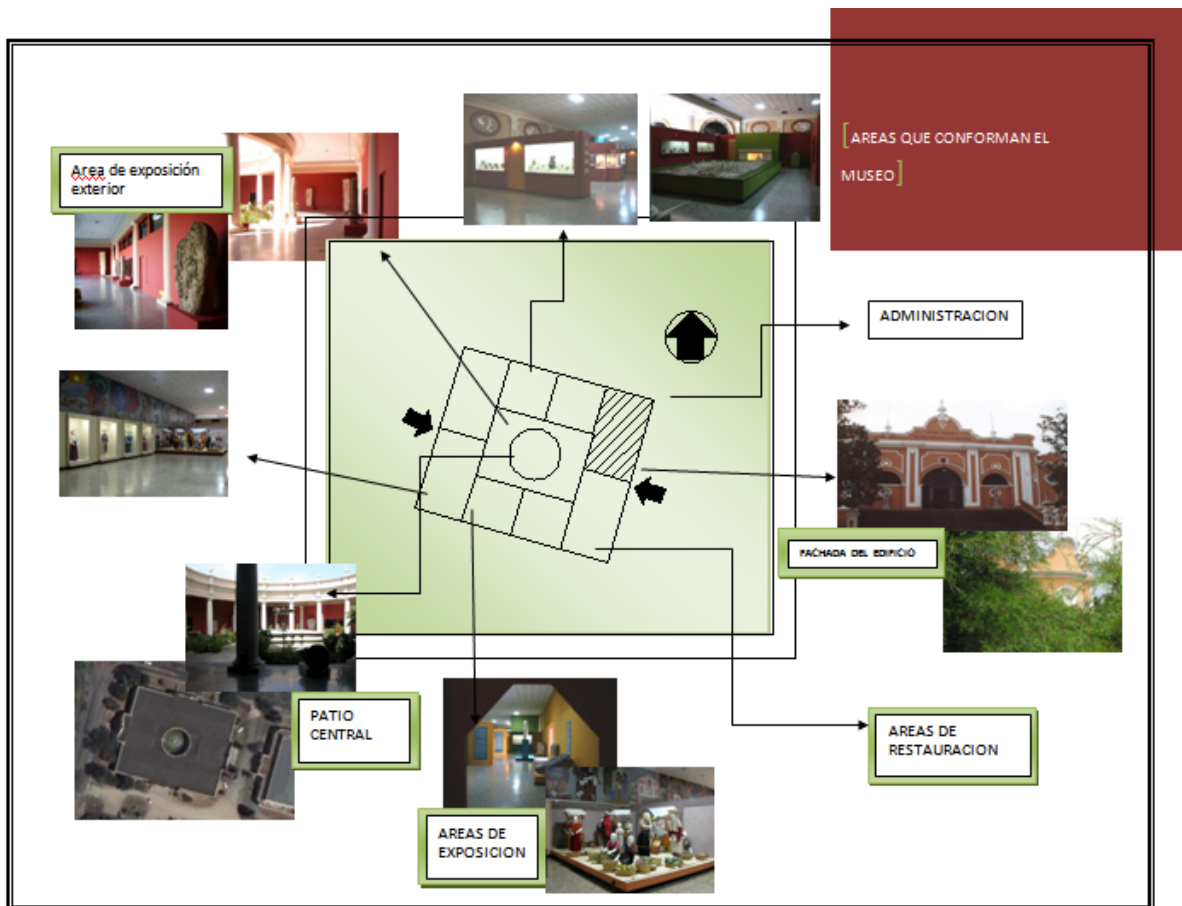 [AREAS QUE CONFORMAN EL
MUSEO]
Area de exposición
exterior
ADMINISTRACION
FACHADA DEL EDIFICIO
PATIO
CENTRAL
AREAS DE
RESTAURACION
AREAS DE
EXPOSICION